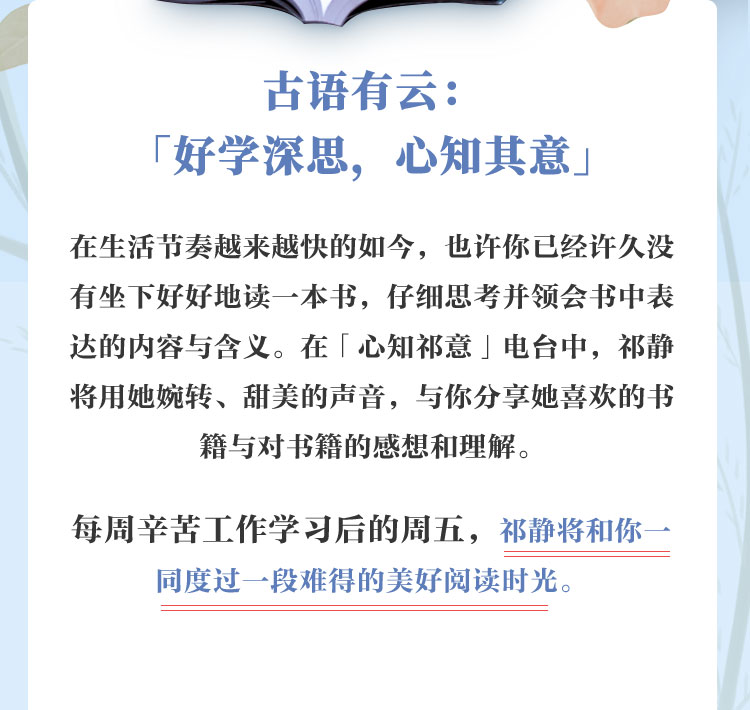 古语有云：
「好学深思，心知其意」
在生活节奏越来越快的如今，也许你已经许久没
有坐下好好地读一本书，仔细思考并领会书中表
达的内容与含义。在「心知祁意」电台中，祁静
将用她婉转、甜美的声音，与你分享她喜欢的书
籍与对书籍的感想和理解。
每周辛苦工作学习后的周五，祁静将和你一
同度过一段难得的美好阅读时光。